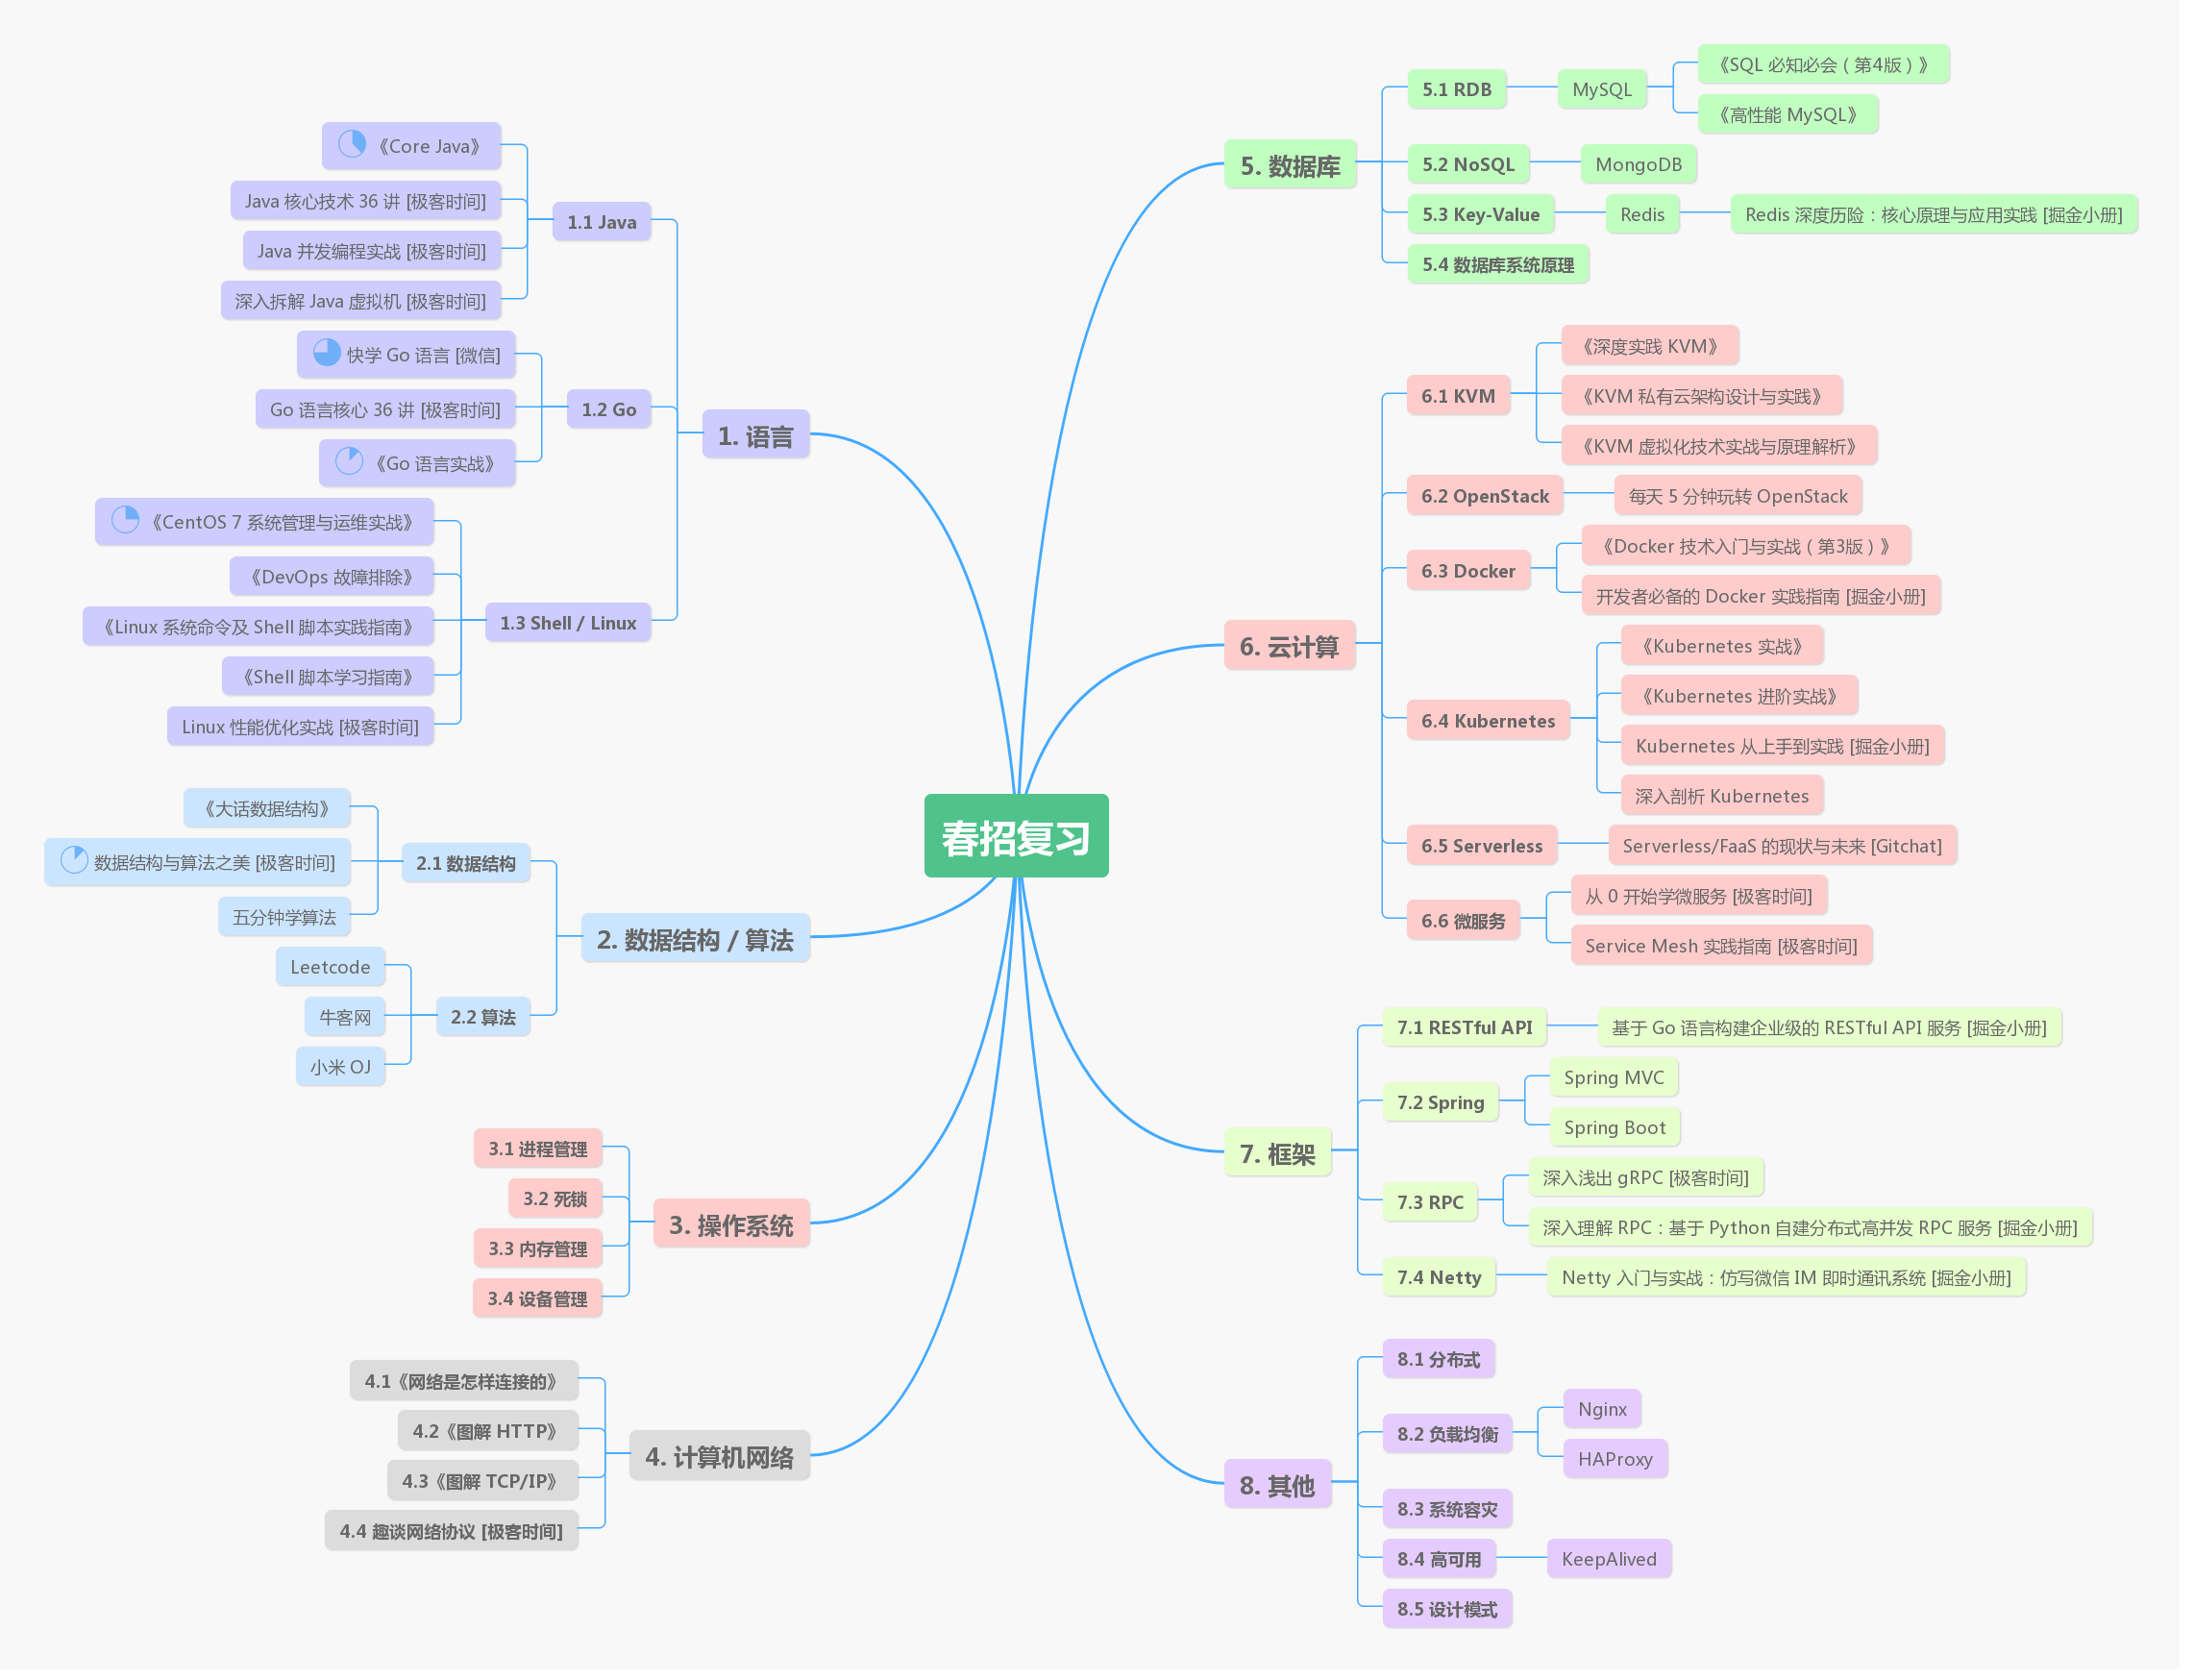 春招复习
1. 语言
1.1 Java
《Core Java》
Java 核心技术 36 讲 [极客时间]
Java 并发编程实战 [极客时间]
深入拆解 Java 虚拟机 [极客时间]
1.2 Go
快学 Go 语言 [微信]
Go 语言核心 36 讲 [极客时间]
《Go 语言实战》
1.3 Shell / Linux
《CentOS 7 系统管理与运维实战》
《DevOps 故障排除》
《Linux 系统命令及 Shell 脚本实践指南》
《Shell 脚本学习指南》
Linux 性能优化实战 [极客时间]
2. 数据结构 / 算法
2.1 数据结构
《大话数据结构》
数据结构与算法之美 [极客时间]
五分钟学算法
2.2 算法
Leetcode
牛客网
小米 OJ
3. 操作系统
3.1 进程管理
3.2 死锁
3.3 内存管理
3.4 设备管理
4. 计算机网络
4.1《网络是怎样连接的》
4.2《图解 HTTP》
4.3《图解 TCP/IP》
4.4 趣谈网络协议 [极客时间]
5. 数据库
5.1 RDB
MySQL
《SQL 必知必会（第4版）》
《高性能 MySQL》
5.2 NoSQL
MongoDB
5.3 Key-Value
Redis
Redis 深度历险：核心原理与应用实践 [掘金小册]
5.4 数据库系统原理
6. 云计算
6.1 KVM
《深度实践 KVM》
《KVM 私有云架构设计与实践》
《KVM 虚拟化技术实战与原理解析》
6.2 OpenStack
每天 5 分钟玩转 OpenStack
6.3 Docker
《Docker 技术入门与实战（第3版）》
开发者必备的 Docker 实践指南 [掘金小册]
6.4 Kubernetes
《Kubernetes 实战》
《Kubernetes 进阶实战》
Kubernetes 从上手到实践 [掘金小册]
深入剖析 Kubernetes
6.5 Serverless
Serverless/FaaS 的现状与未来 [Gitchat]
6.6 微服务
从 0 开始学微服务 [极客时间]
Service Mesh 实践指南 [极客时间]
7. 框架
7.1 RESTful API
基于 Go 语言构建企业级的 RESTful API 服务 [掘金小册]
7.2 Spring
Spring MVC
Spring Boot
7.3 RPC
深入浅出 gRPC [极客时间]
深入理解 RPC：基于 Python 自建分布式高并发 RPC 服务 [掘金小册]
7.4 Netty
Netty 入门与实战：仿写微信 IM 即时通讯系统 [掘金小册]
8. 其他
8.1 分布式
8.2 负载均衡
Nginx
HAProxy
8.3 系统容灾
8.4 高可用
KeepAlived
8.5 设计模式